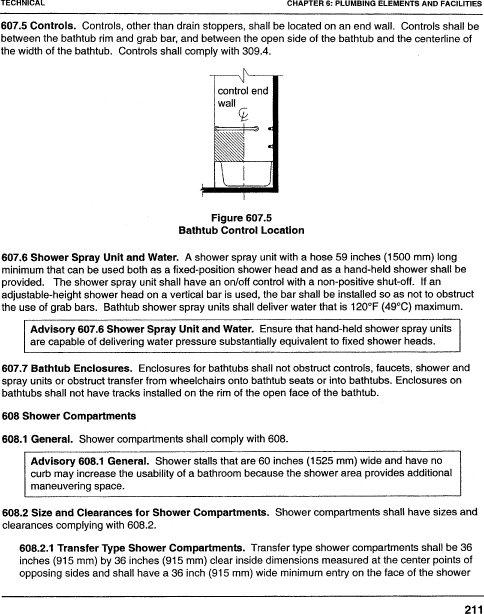 TECHNICAL CHAPTER 6: PLUMBING ELEMENTS AND FACILITIES
607.5 Controls. Controls, other than drain stoppers, shall be located on an end wall. Controls shall be
between the bathtub rim and grab bar, and between the open side of the bathtub and the centerline of
the width of the bathtub. Controls shall comply with 309.4.
control end
wall
℄
Figure 607.5
Bathtub Control Location
607.6 Shower Spray Unit and Water. A shower spray unit with a hose 59 inches (1500 mm) long
minimum that can be used both as a fixed-position shower head and as a hand-held shower shall be
provided. The shower spray unit shall have an on/off control with a non-positive shut-off. If an
adjustable-height shower head on a vertical bar is used, the bar shall be installed so as not to obstruct
the use of grab bars. Bathtub shower spray units shall deliver water that is 120°F (49°C) maximum.
Advisory 607.6 Shower Spray Unit and Water. Ensure that hand-held shower spray units
are capable of delivering water pressure substantially equivalent to fixed shower heads.
607.7 Bathtub Enclosures. Enclosures for bathtubs shall not obstruct controls, faucets, shower and
spray units or obstruct transfer from wheelchairs onto bathtub seats or into bathtubs. Enclosures on
bathtubs shall not have tracks installed on the rim of the open face of the bathtub.
608 Shower Compartments
608.1 General. Shower compartments shall comply with 608.
Advisory 608.1 General. Shower stalls that are 60 inches (1525 mm) wide and have no
curb may increase the usability of a bathroom because the shower area provides additional
maneuvering space.
608.2 Size and Clearances for Shower Compartments. Shower compartments shall have sizes and
clearances complying with 608.2.
608.2.1 Transfer Type Shower Compartments. Transfer type shower compartments shall be 36
inches (915 mm) by 36 inches (915 mm) clear inside dimensions measured at the center points of
opposing sides and shall have a 36 inch (915 mm) wide minimum entry on the face of the shower
211